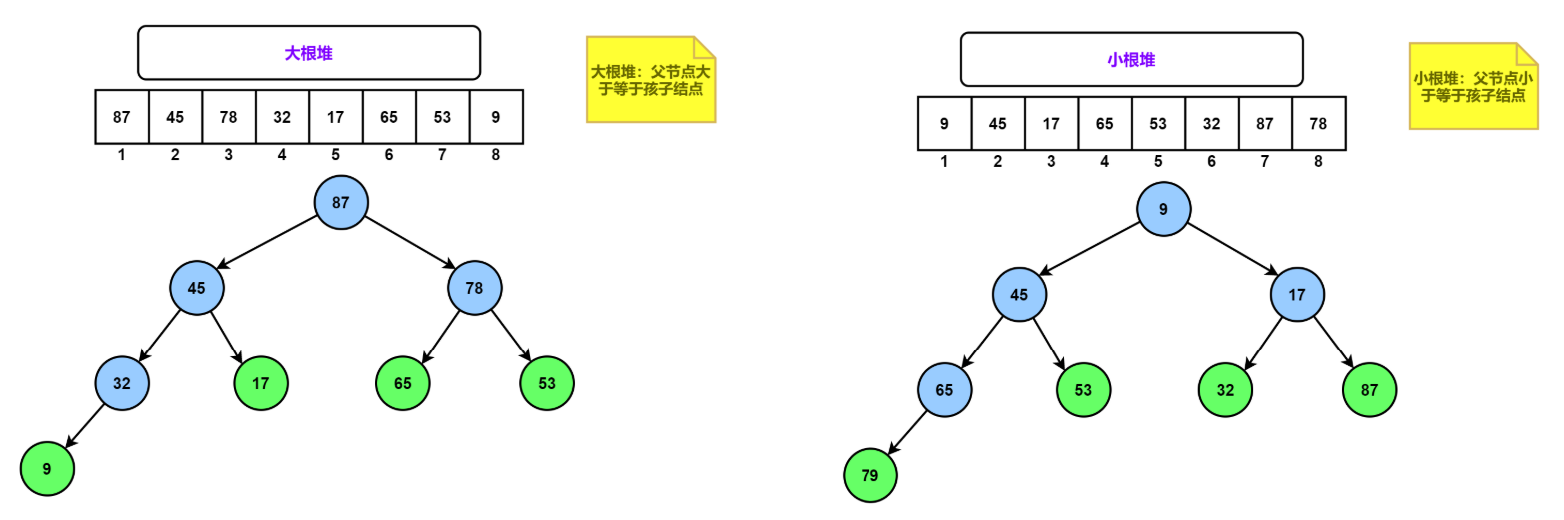 大根堆
大根堆：父节点大
于等于孩子结点
87 45 78 32 17 65 53 9
1 2 3 4 5 6 7 8
87
45 78
32 17 65 53
9
小根堆
小根堆：父节点小
于等于孩子结点
9 45 17 65 53 32 87 78
1 2 3 4 5 6 7 8
9
45 17
65 53 32 87
79